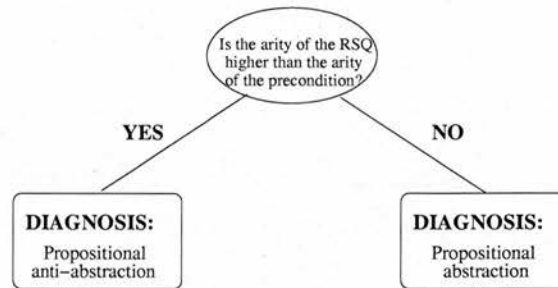 Is the arity of the RSQ
higher than the arity
of the precondition?
YES
NO
DIAGNOSIS:
Propositional
anti-abstraction
DIAGNOSIS:
Propositional
abstraction